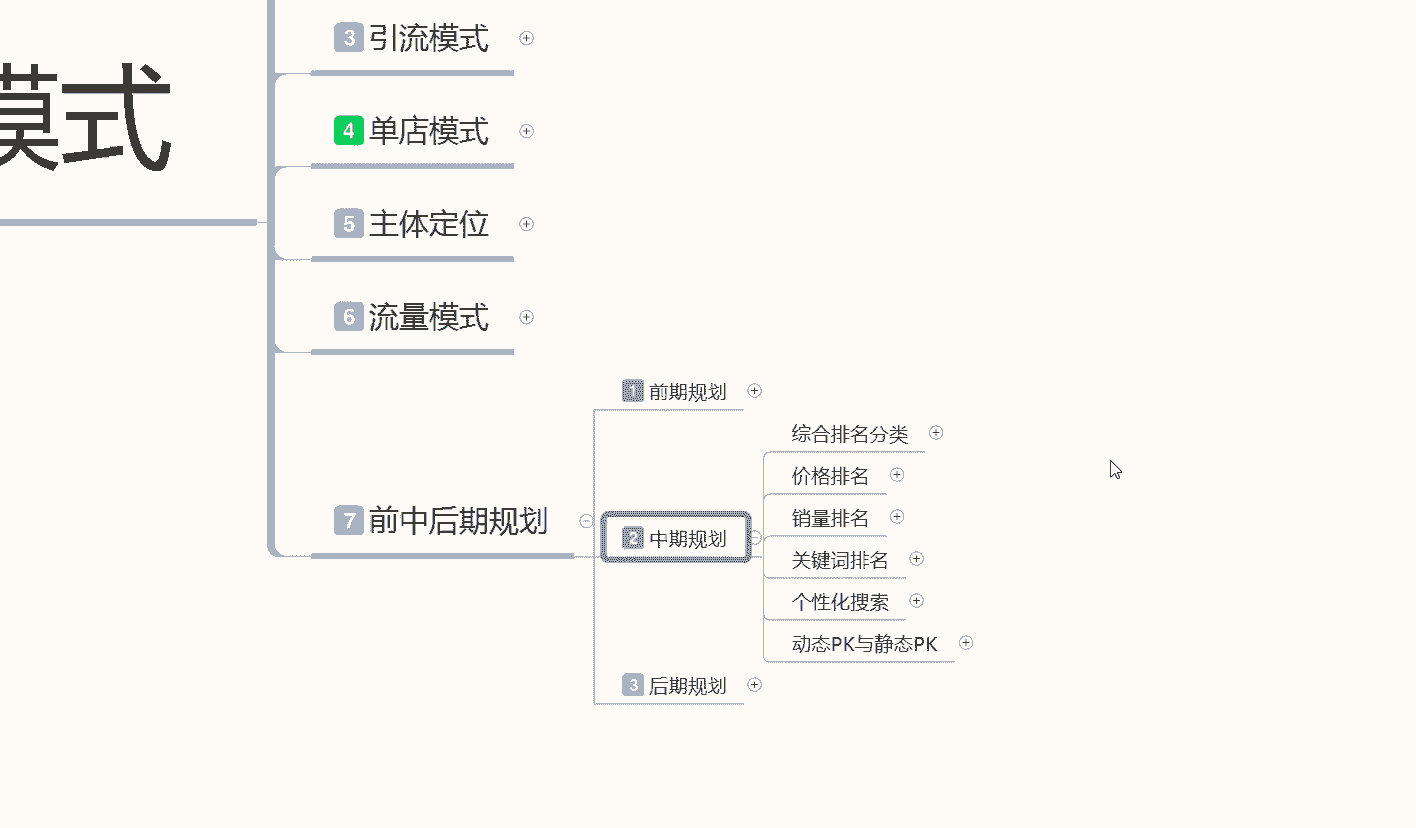 3 引流模式
模式
4 单店模式
5 主体定位
6 流量模式
7 前中后期规划
1 前期规划
2 中期规划
综合排名分类
价格排名
销量排名
关键词排名
个性化搜索
动态PK与静态PK
3 后期规划